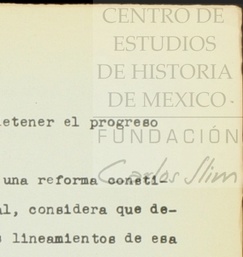 CENTRO DE
ESTUDIOS
DE HISTORIA
DE MEXICO
etener el progreso
FUNDACIÓN
Carlos Slim
una reforma consti-
al, considera que de-
s lineamientos de esa